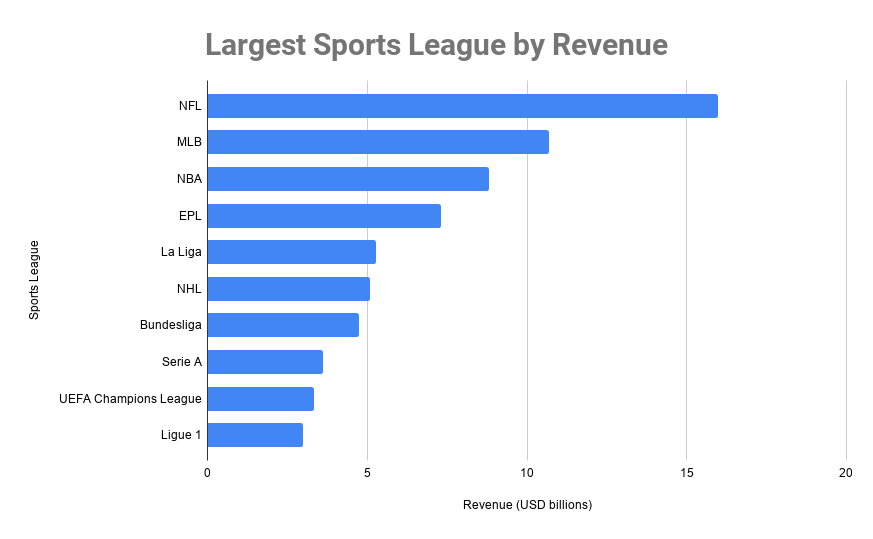 Largest Sports League by Revenue
Sports League
NFL
MLB
NBA
EPL
La Liga
NHL
Bundesliga
Serie A
UEFA Champions League
Ligue 1
0 5 10 15 20
Revenue (USD billions)